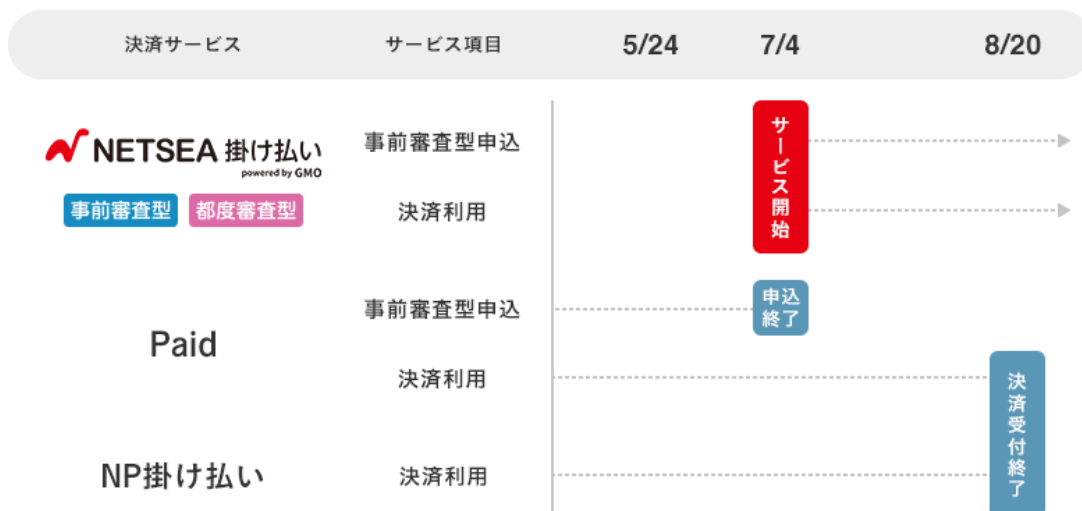 決済サービス サービス項目 5/24 7/4 8/20
NETSEA 掛け払い
powered by GMO
事前審査型 都度審査型
事前審査型申込
決済利用
サービス開始
Paid
事前審査型申込
申込
終了
決済利用
NP掛け払い
決済利用
決済受付終了